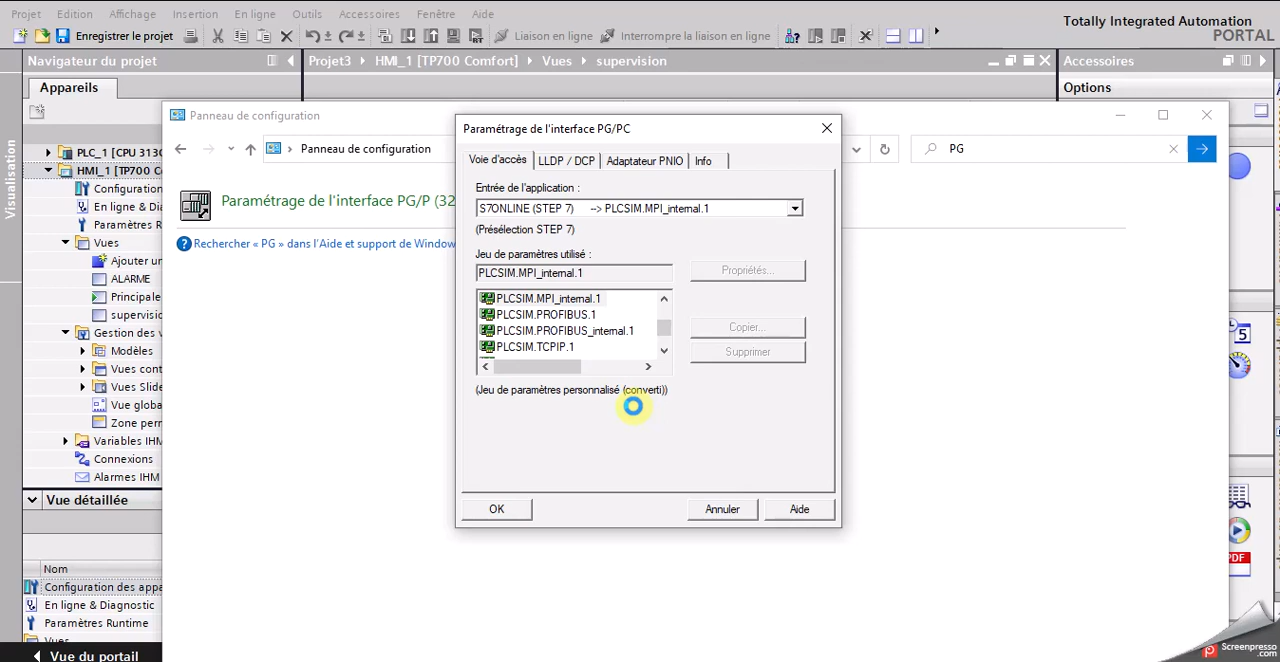 Projet Edition Affichage Insertion En ligne Outils Accessoires Fenêtre Aide
Totally Integrated Automation
PORTAL
Enregistrer le projet
Liaison en ligne
Interrompre la liaison en ligne
Navigateur du projet
Projet3 HMI_1 [TP700 Comfort] Vues supervision
Accessoires
Appareils
Options
Visualisation
PLC_1 [CPU 313C
HMI_1 [TP700 Co
Configuration
En ligne & Dia
Paramètres R
Vues
Ajouter un
ALARME
Principale
supervisio
Gestion des v
Modèles
Vues cont
Vues Slide
Vue globa
Zone perm
Variables IHM
Connexions
Alarmes IHM
Vue détaillée
Nom
Configuration des appa
En ligne & Diagnostic
Paramètres Runtime
Vues
Vue du portail
Panneau de configuration
Panneau de configuration
PG
Paramétrage de l'interface PG/P (32
Rechercher « PG » dans l'Aide et support de Window
Paramétrage de l'interface PG/PC
Voie d'accès LLDP / DCP Adaptateur PNIO Info
Entrée de l'application :
S7ONLINE (STEP 7) --> PLCSIM.MPI_internal.1
(Présélection STEP 7)
Jeu de paramètres utilisé :
PLCSIM.MPI_internal.1
Propriétés...
PLCSIM.MPI_internal.1
PLCSIM.PROFIBUS.1
PLCSIM.PROFIBUS_internal.1
PLCSIM.TCPIP.1
Copier...
Supprimer
(Jeu de paramètres personnalisé (converti))
OK Annuler Aide
5
PDF
Screenpresso
.com